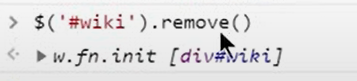 > $('#wiki').remove()
<· ▶ w.fn.init [div#wiki]